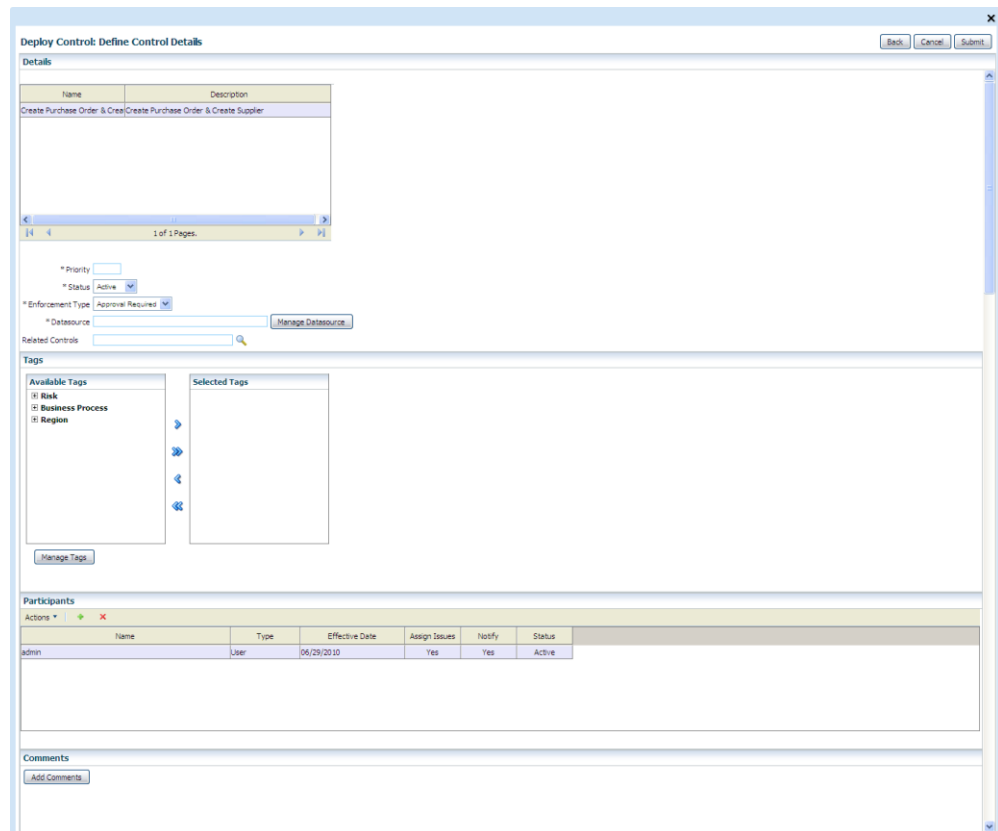 Deploy Control: Define Control Details
Back Cancel Submit
Details
Name Description
Create Purchase Order & Crea Create Purchase Order & Create Supplier
1 of 1 Pages.
* Priority
* Status Active
* Enforcement Type Approval Required
* Datasource Manage Datasource
Related Controls
Tags
Available Tags Selected Tags
Risk
Business Process
Region
Manage Tags
Participants
Actions
Name Type Effective Date Assign Issues Notify Status
admin User 06/29/2010 Yes Yes Active
Comments
Add Comments